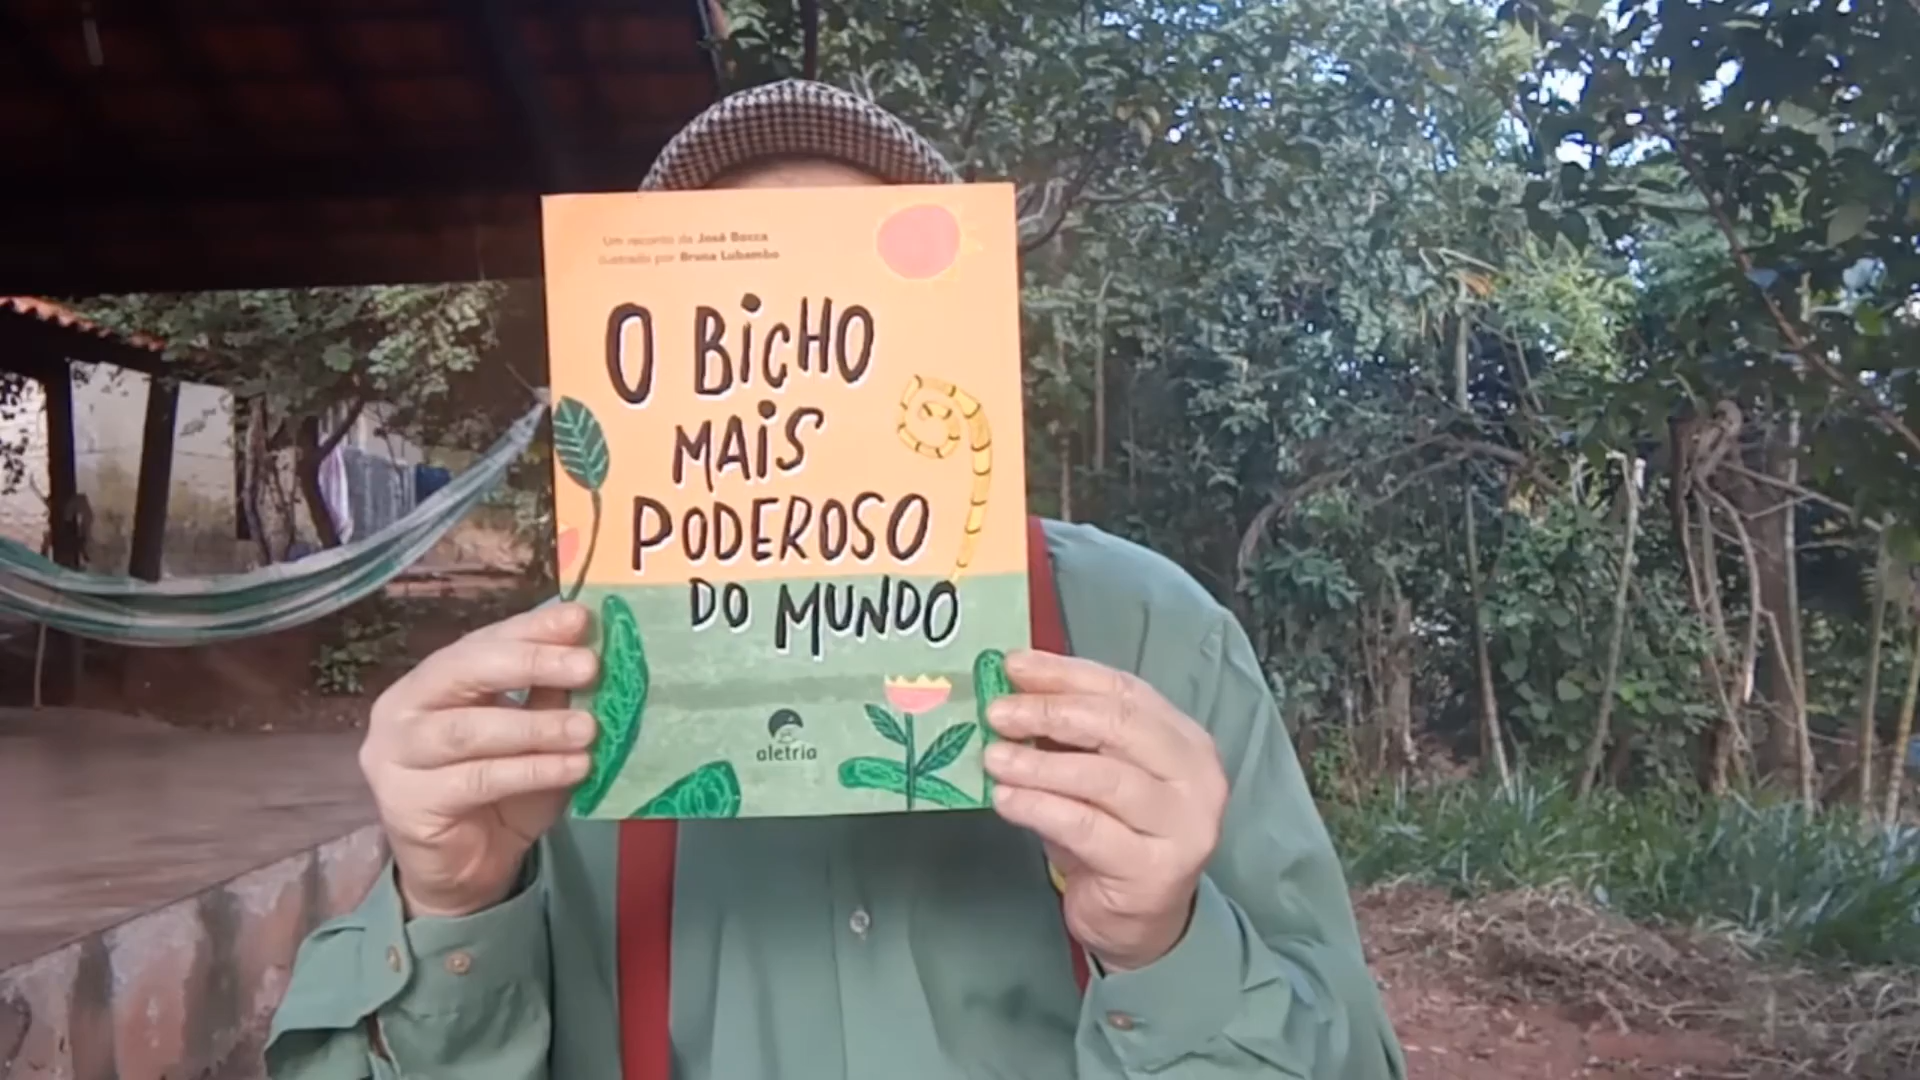 Um reconto de José Bocca
ilustrado por Bruna Lubambo
O BiCHO
MAiS
PODEROSO
DO MUNDO
aletria